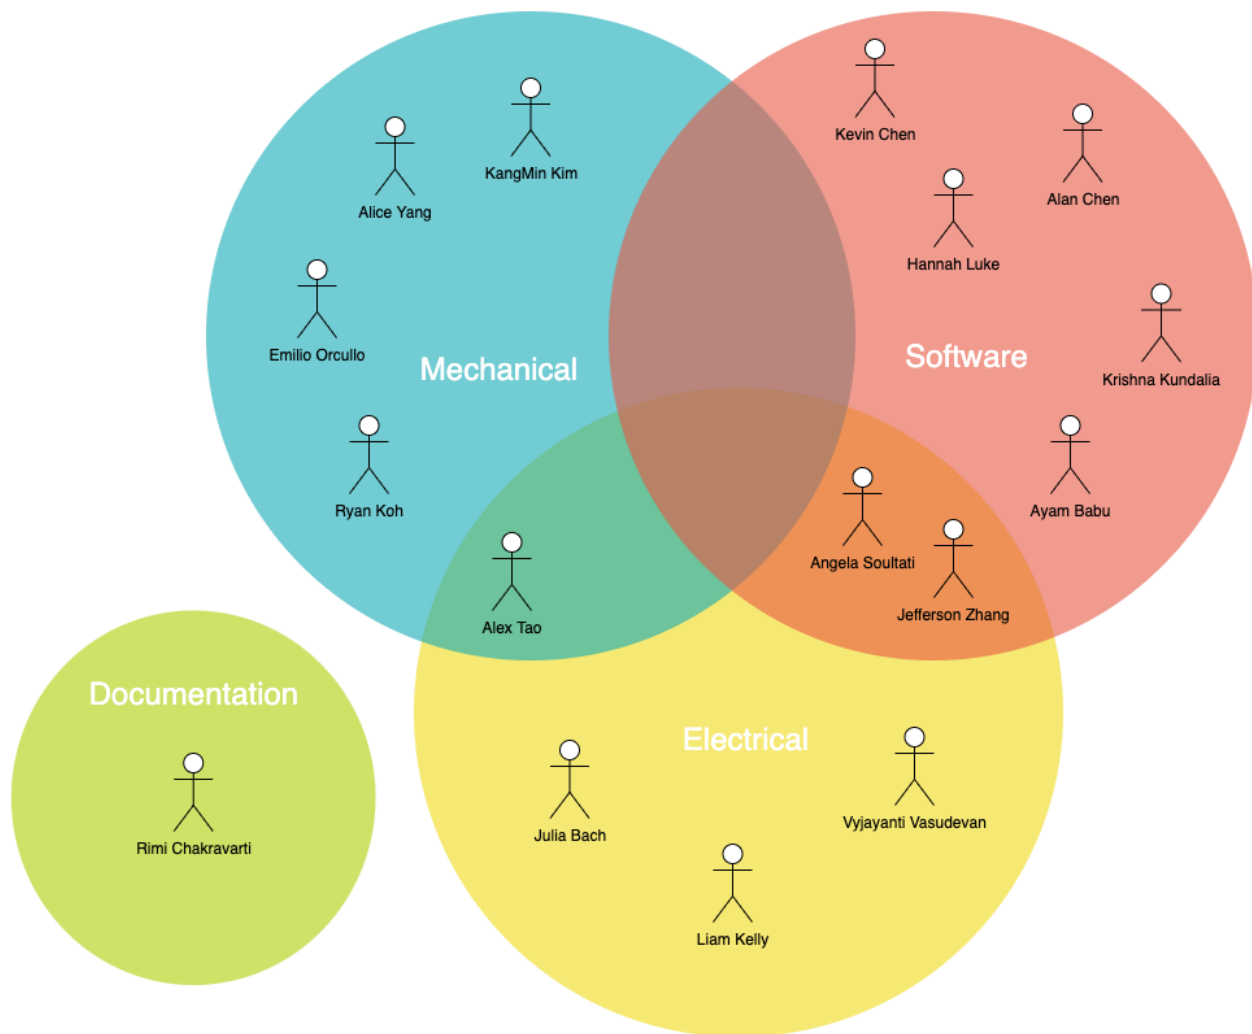 Kevin Chen
KangMin Kim
Alan Chen
Alice Yang
Hannah Luke
Emilio Orcullo
Mechanical
Software
Krishna Kundalia
Ryan Koh
Ayam Babu
Angela Soultati
Jefferson Zhang
Alex Tao
Documentation
Electrical
Julia Bach
Vyjayanti Vasudevan
Rimi Chakravarti
Liam Kelly